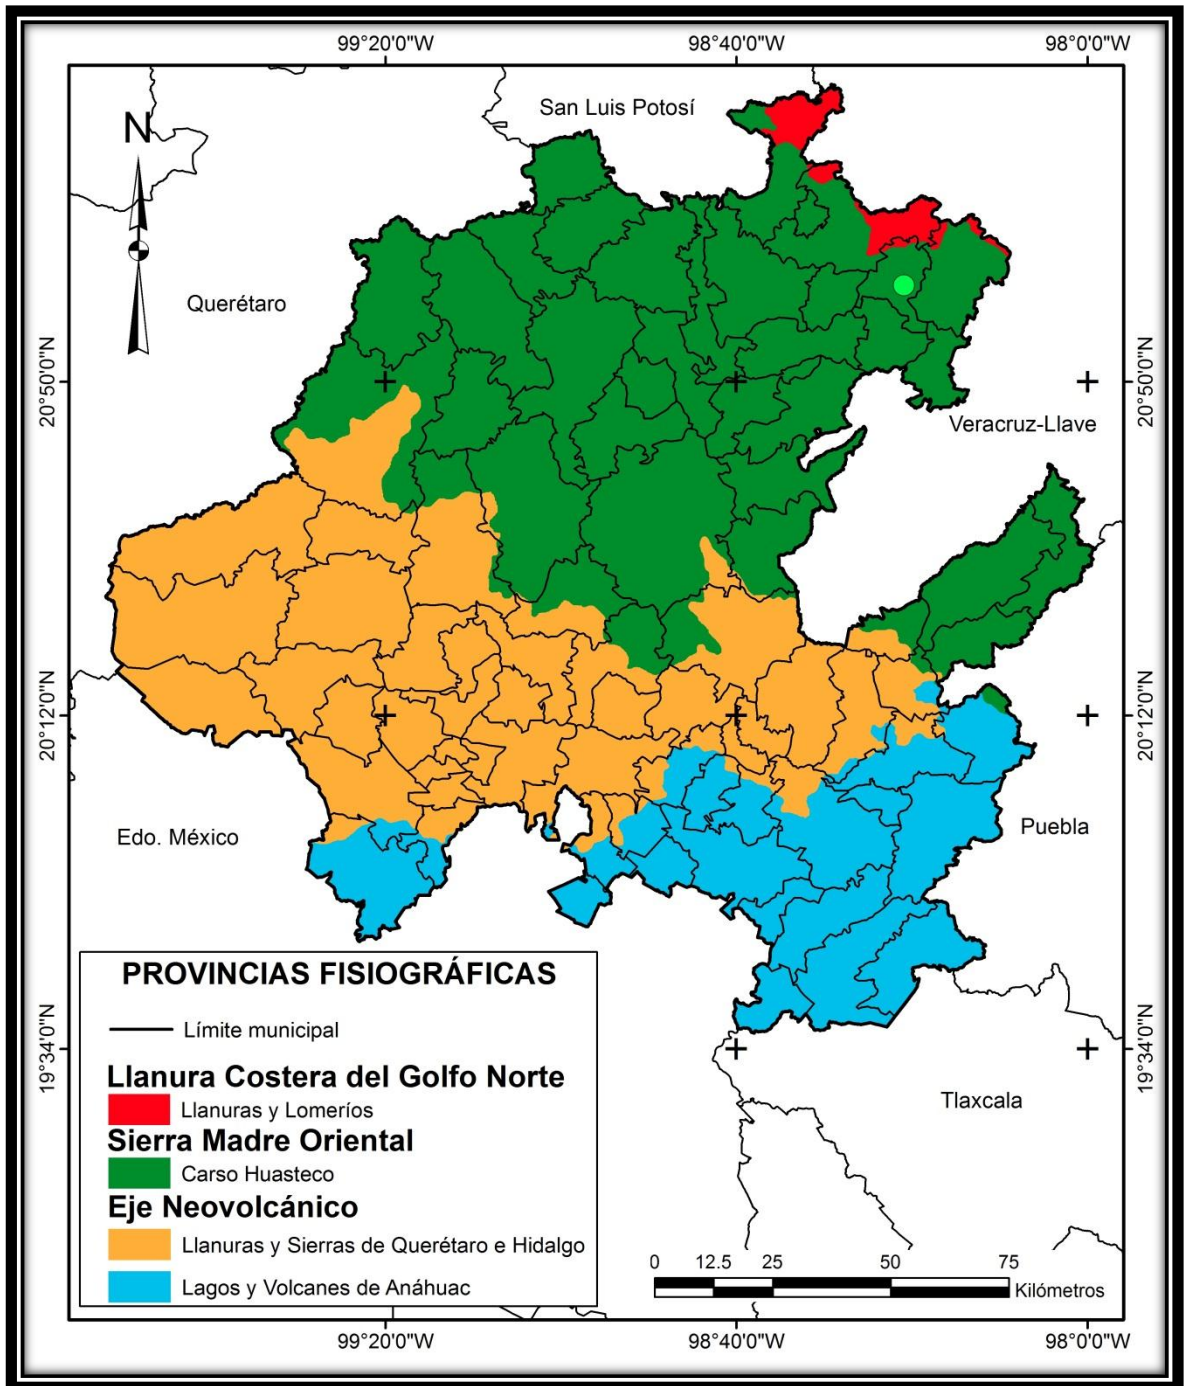 99°20'0"W
98°40'0"W
98°0'0"W
San Luis Potosí
N
Querétaro
20°50'0"N
20°50'0"N
Veracruz-Llave
20°12'0"N
20°12'0"N
Edo. México
Puebla
PROVINCIAS FISIOGRÁFICAS
Límite municipal
19°34'0"N
19°34'0"N
Llanura Costera del Golfo Norte
Llanuras y Lomeríos
Tlaxcala
Sierra Madre Oriental
Carso Huasteco
Eje Neovolcánico
Llanuras y Sierras de Querétaro e Hidalgo
Lagos y Volcanes de Anáhuac
0 12.5 25 50 75
Kilómetros
99°20'0"W
98°40'0"W
98°0'0"W